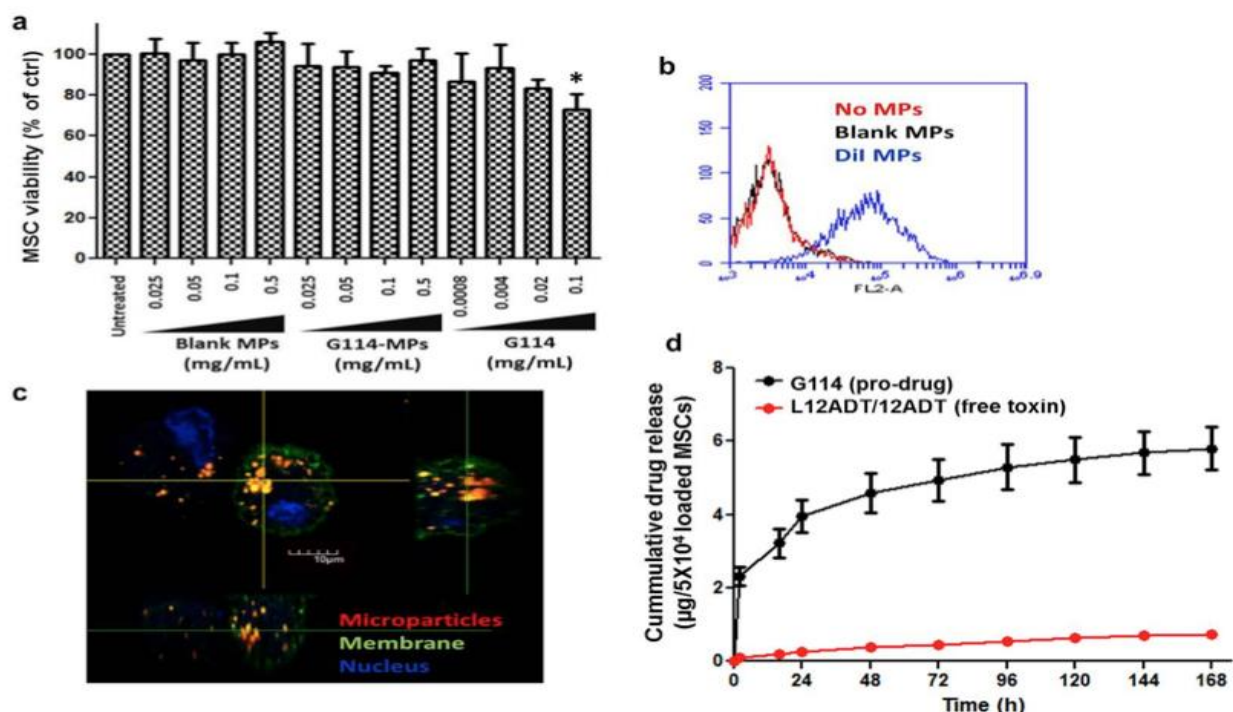 a
MSC viability (% of ctrl)
100
80
60
40
20
0
*
Untreated
0.025
0.05
0.1
0.5
0.025
0.05
0.1
0.5
0.0008
0.004
0.02
0.1
Blank MPs
(mg/mL)
G114-MPs
(mg/mL)
G114
(mg/mL)
b
200
150
100
50
0
No MPs
Blank MPs
DiI MPs
FL2-A
c
10µm
Microparticles
Membrane
Nucleus
d
Cummulative drug release
(µg/5X10⁴ loaded MSCs)
8
6
4
2
0
G114 (pro-drug)
L12ADT/12ADT (free toxin)
0 24 48 72 96 120 144 168
Time (h)